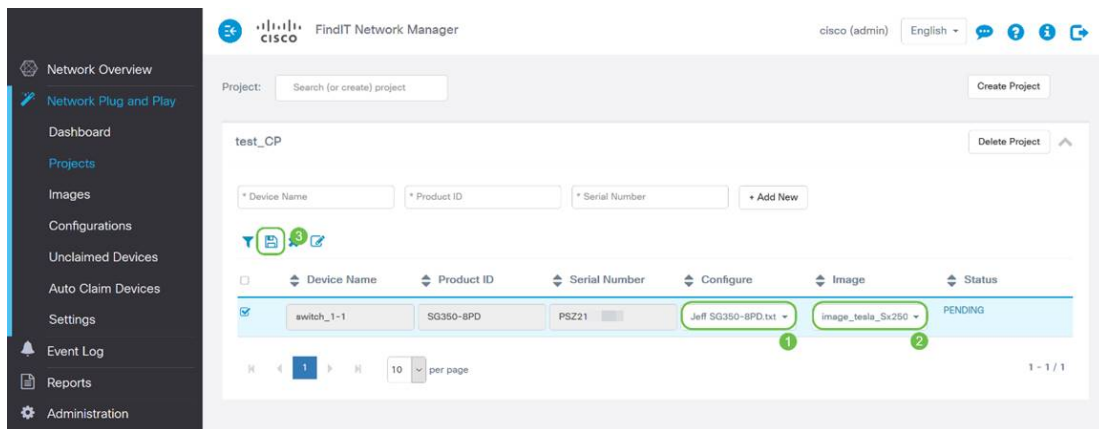 CISCO FindIT Network Manager cisco (admin) English
Network Overview
Network Plug and Play
Dashboard
Projects
Images
Configurations
Unclaimed Devices
Auto Claim Devices
Settings
Event Log
Reports
Administration
Project: Search (or create) project Create Project
test_CP Delete Project
* Device Name * Product ID * Serial Number + Add New
3
Device Name Product ID Serial Number Configure Image Status
switch_1-1 SG350-8PD PSZ21 Jeff SG350-8PD.txt image_tesla_Sx250 PENDING
1 2
1 10 per page 1 - 1 / 1